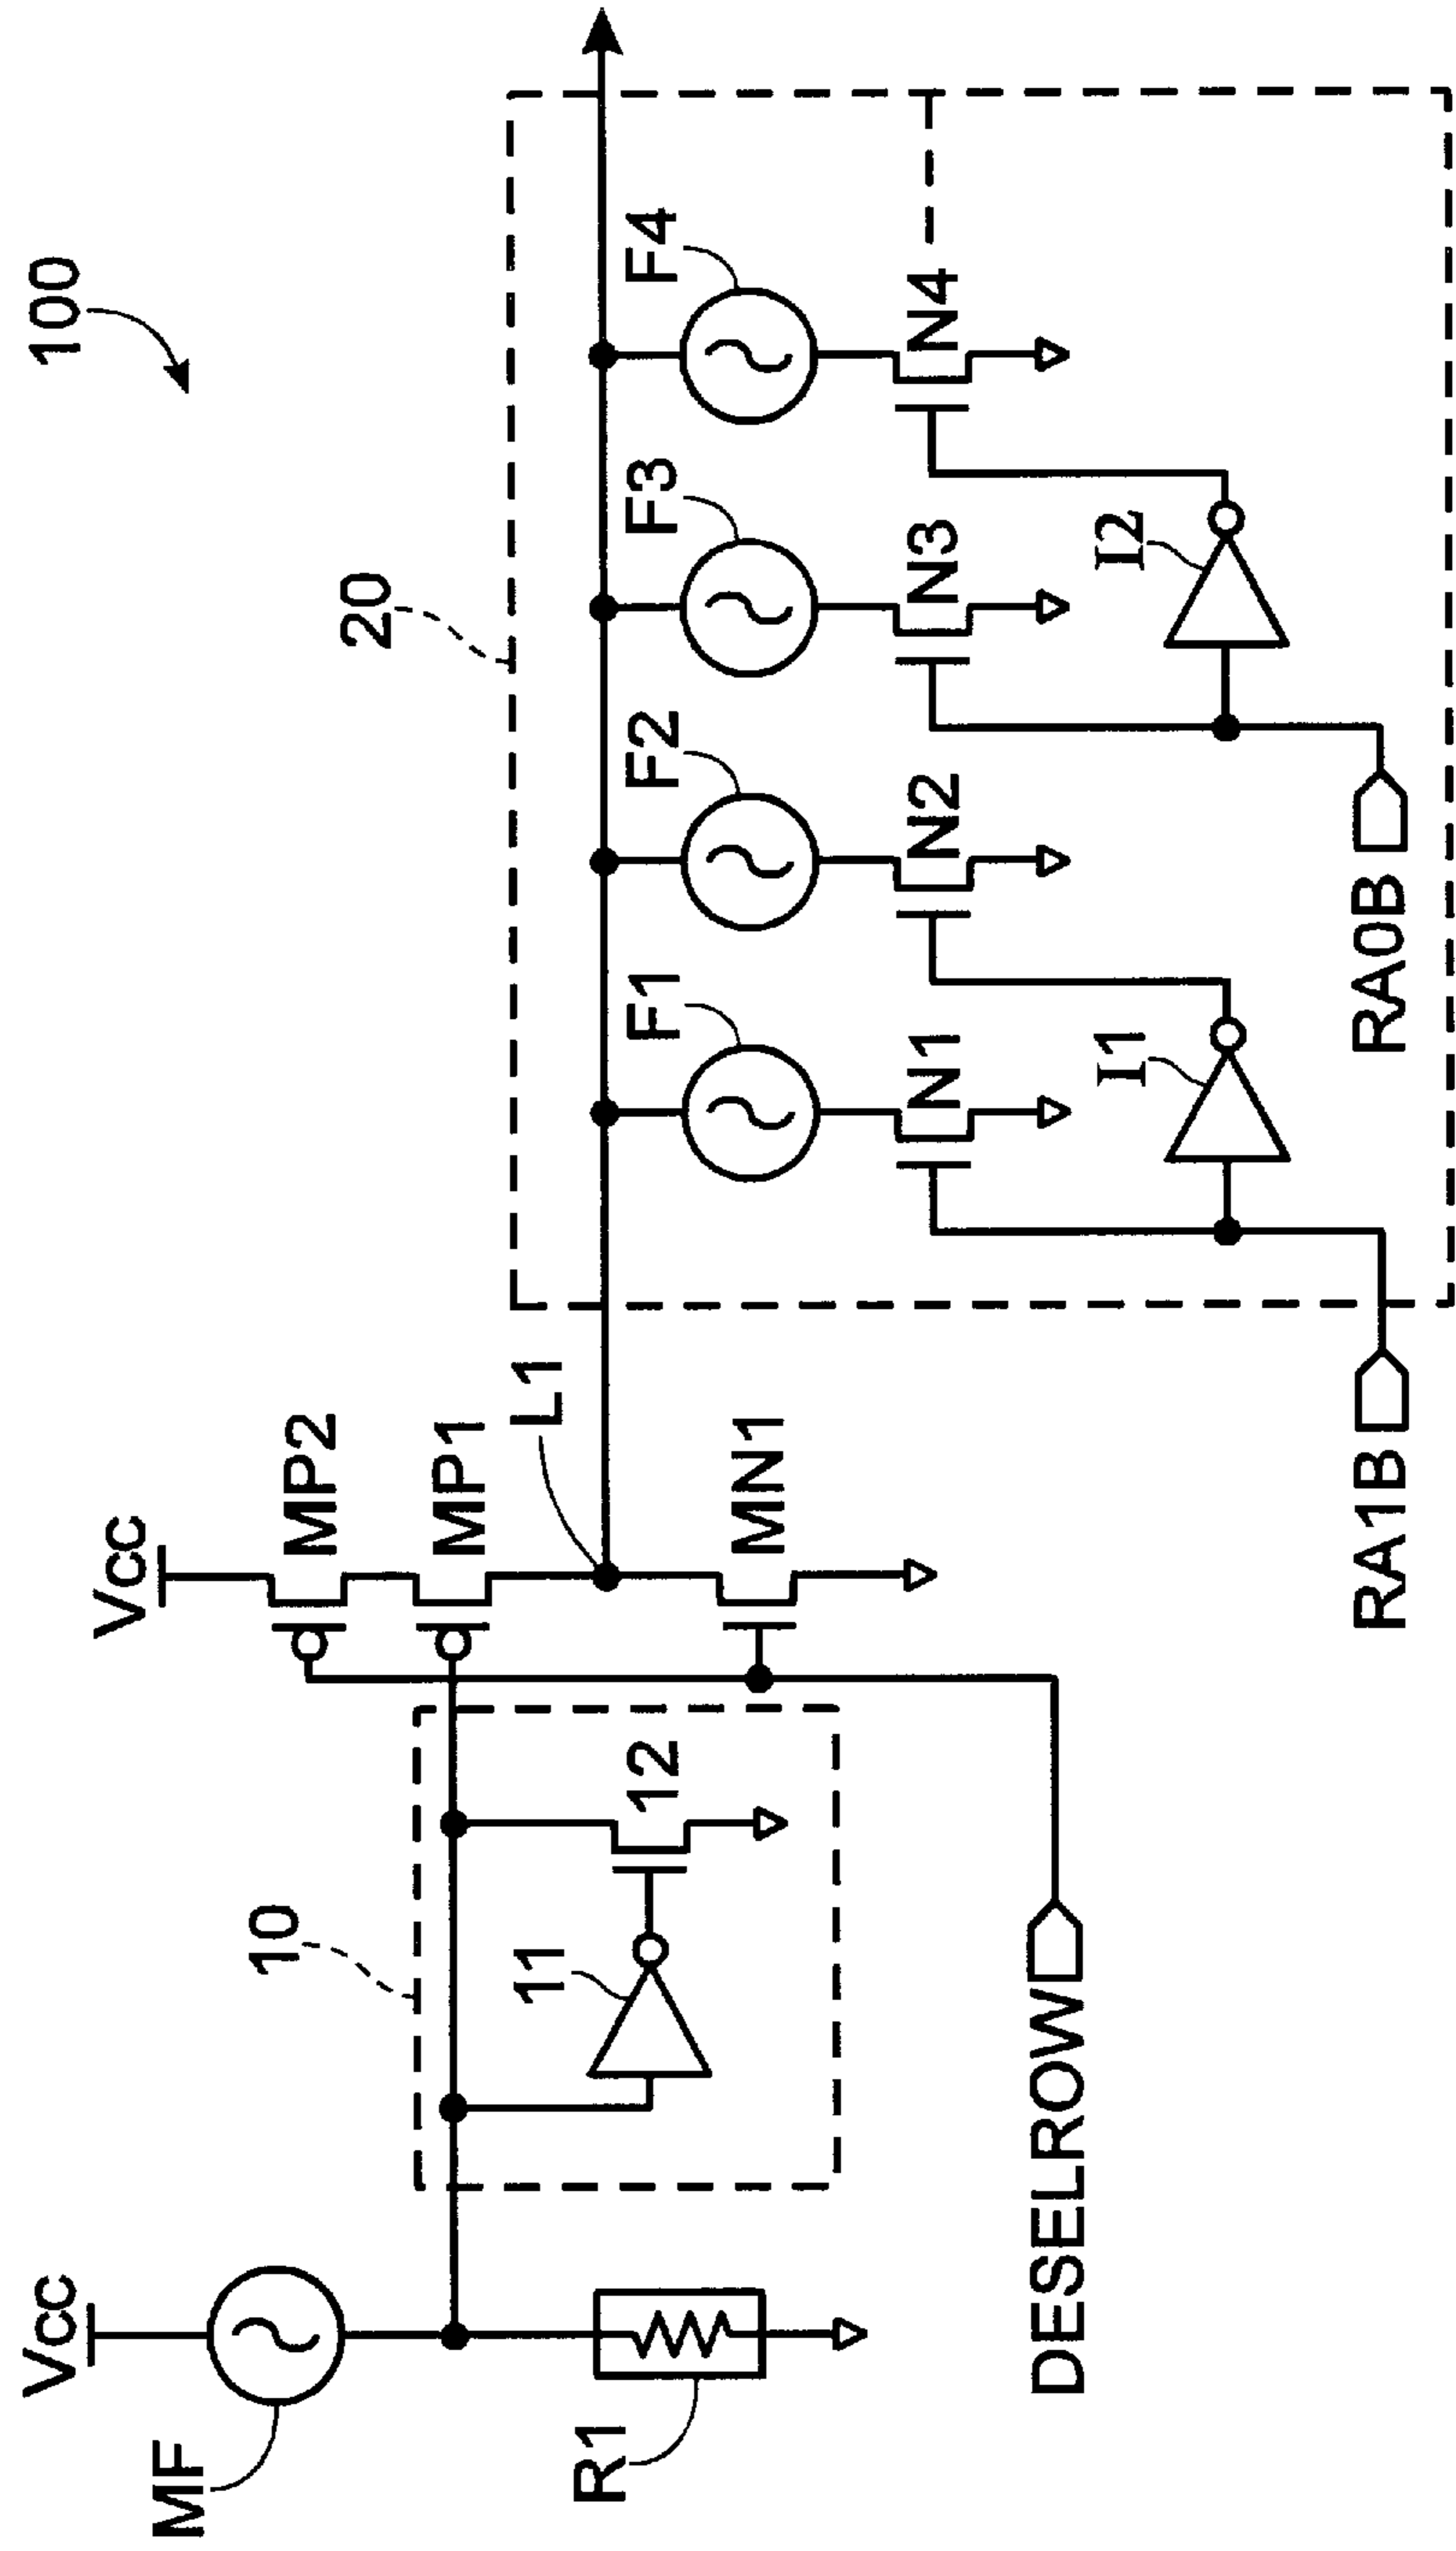 100
20
F1
F2
F3
F4
N1
N2
N3
N4
I1
I2
RA1B
RA0B
Vcc
MP2
MP1
L1
MN1
10
11
12
DESELROW
Vcc
MF
R1